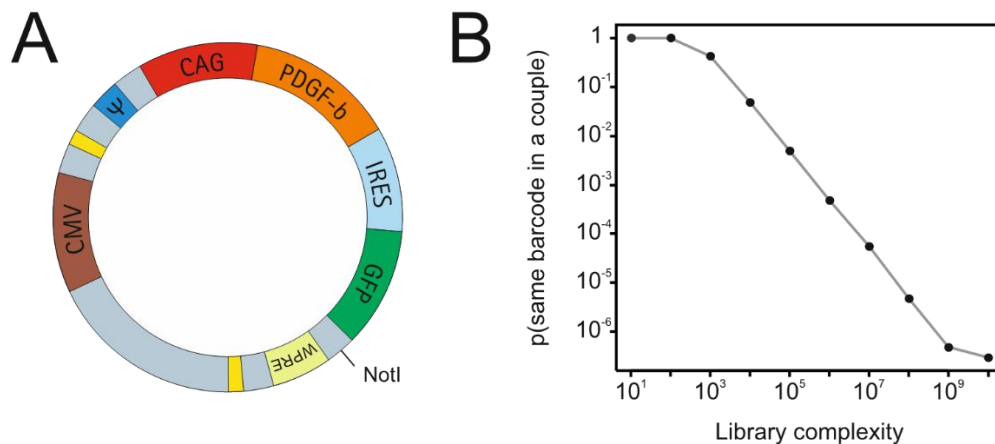 A
CAG
PDGF-b
IRES
GFP
NotI
WPRE
CMV
Ψ
B
p(same barcode in a couple)
1
10-1
10-2
10-3
10-4
10-5
10-6
101 103 105 107 109
Library complexity